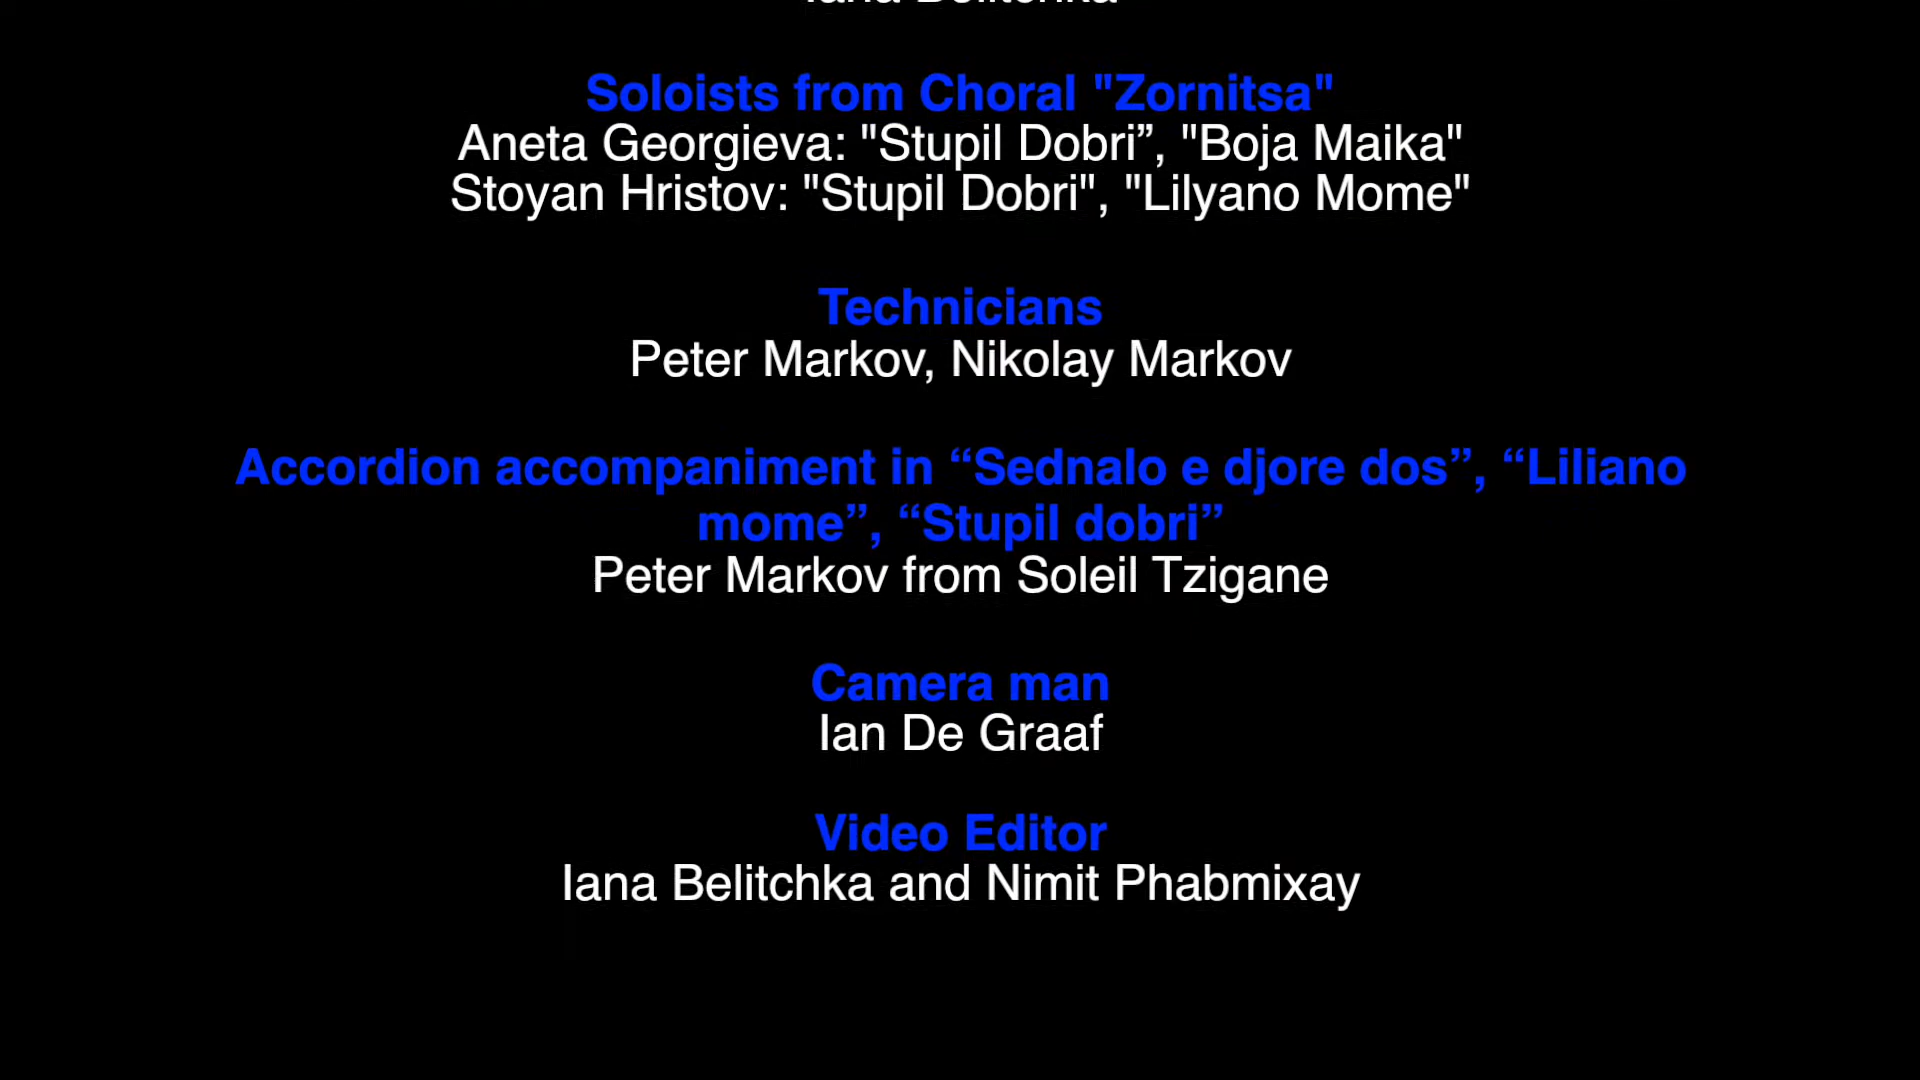 Iana Belitchka
Soloists from Choral "Zornitsa"
Aneta Georgieva: "Stupil Dobri”, "Boja Maika"
Stoyan Hristov: "Stupil Dobri", "Lilyano Mome"
Technicians
Peter Markov, Nikolay Markov
Accordion accompaniment in “Sednalo e djore dos”, “Liliano
mome”, “Stupil dobri”
Peter Markov from Soleil Tzigane
Camera man
Ian De Graaf
Video Editor
Iana Belitchka and Nimit Phabmixay